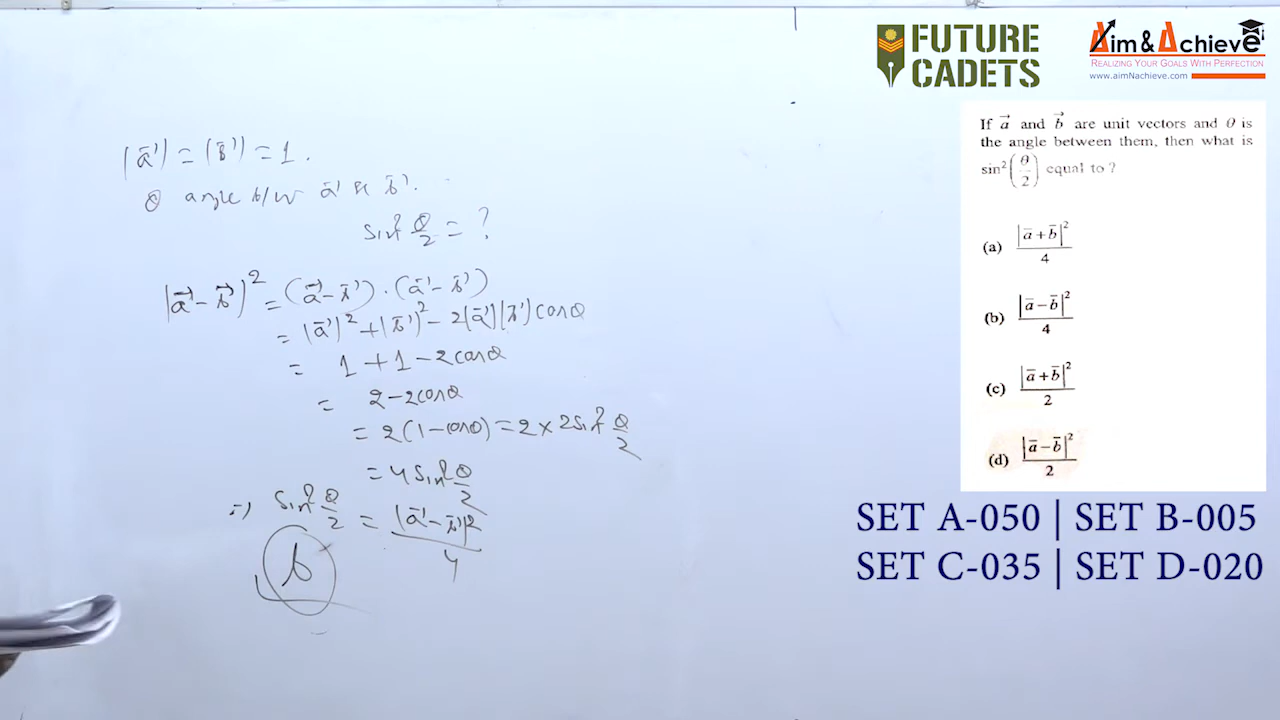 FUTURE CADETS
Aim & Achieve
REALIZING YOUR GOALS WITH PERFECTION
www.aimNachieve.com
|a⃗| = |b⃗| = 1.
θ angle b/w a⃗ & b⃗.
sin² θ/2 = ?
|a⃗ - b⃗|² = (a⃗ - b⃗) . (a⃗ - b⃗)
= |a⃗|² + |b⃗|² - 2|a⃗||b⃗| cosθ
= 1 + 1 - 2cosθ
= 2 - 2cosθ
= 2(1 - cosθ) = 2 × 2sin² θ/2
= 4 sin² θ/2
∴) sin² θ/2 = |a⃗ - b⃗|²/4
b
If a⃗ and b⃗ are unit vectors and θ is
the angle between them, then what is
sin²(θ/2) equal to ?
(a) |a̅ + b̅|²/4
(b) |a̅ − b̅|²/4
(c) |a̅ + b̅|²/2
(d) |a̅ − b̅|²/2
SET A-050 | SET B-005
SET C-035 | SET D-020